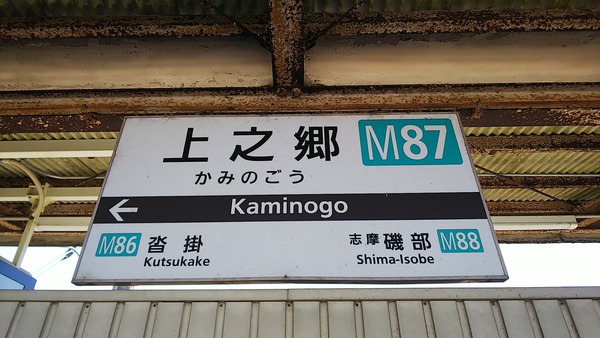 上之郷 M87
かみのごう
← Kaminogo
M86 沓掛 志摩磯部 M88
Kutsukake Shima-Isobe